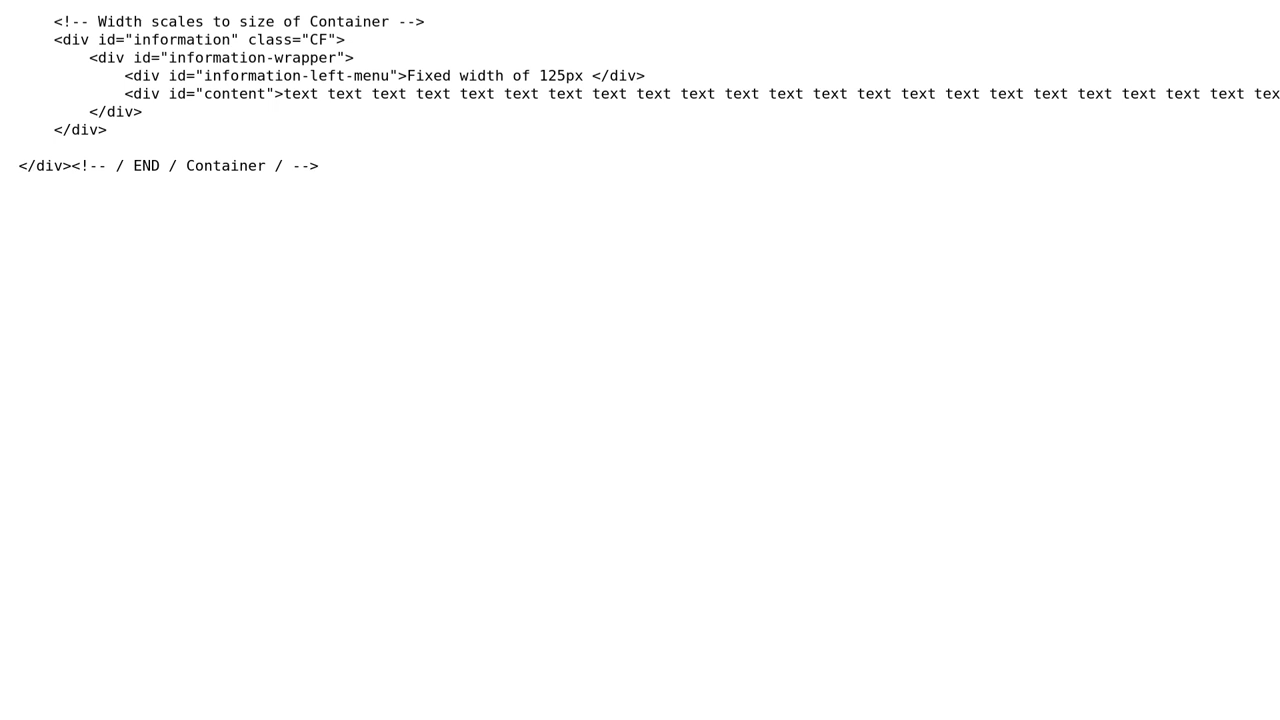 <!-- Width scales to size of Container -->
<div id="information" class="CF">
<div id="information-wrapper">
<div id="information-left-menu">Fixed width of 125px </div>
<div id="content">text text text text text text text text text text text text text text text text text text text text text text tex
</div>
</div>
</div><!-- / END / Container / -->